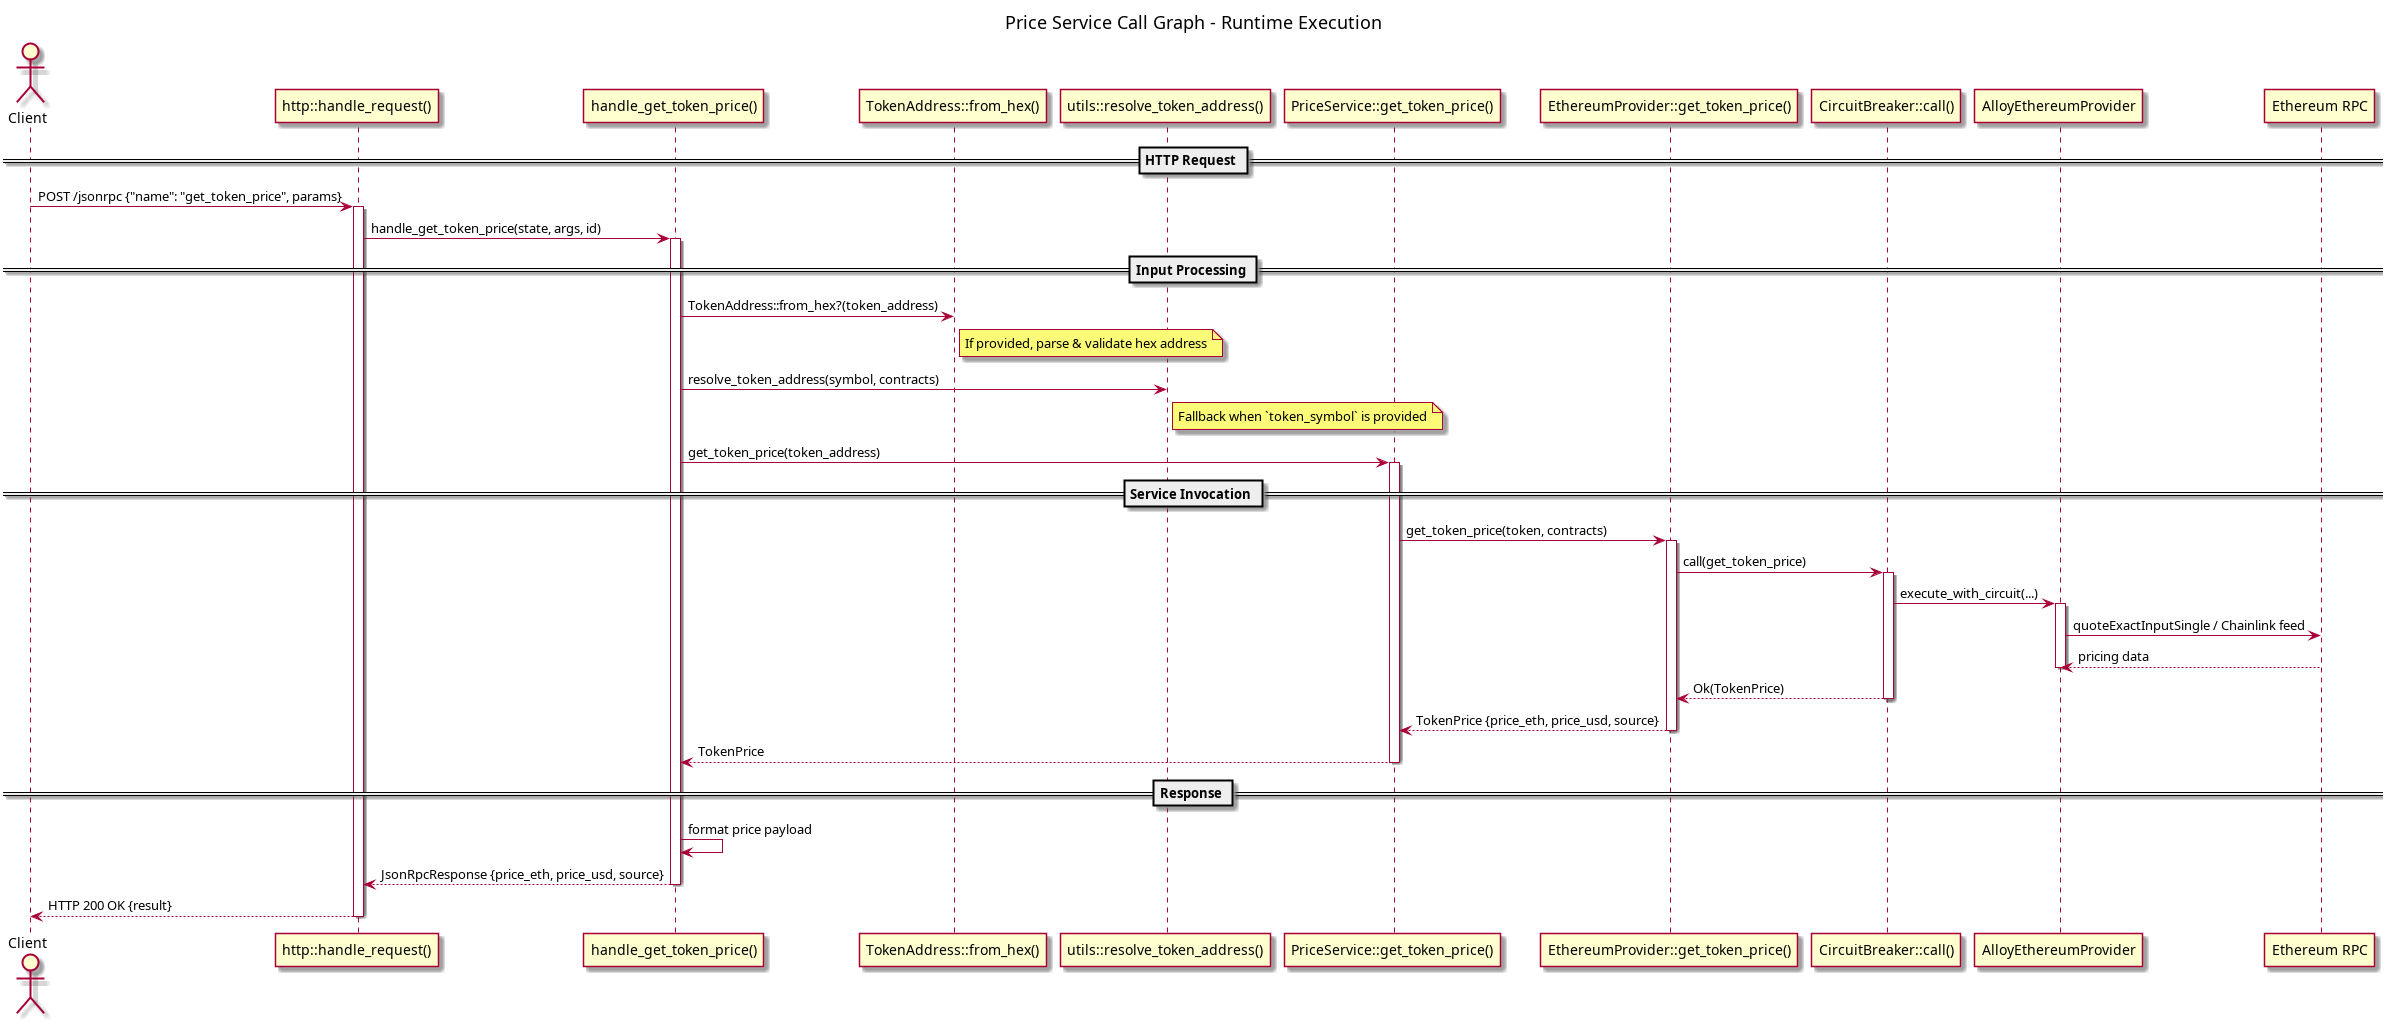 Price Service Call Graph - Runtime Execution
Client
http::handle_request()
handle_get_token_price()
TokenAddress::from_hex()
utils::resolve_token_address()
PriceService::get_token_price()
EthereumProvider::get_token_price()
CircuitBreaker::call()
AlloyEthereumProvider
Ethereum RPC
HTTP Request
POST /jsonrpc {"name": "get_token_price", params}
handle_get_token_price(state, args, id)
Input Processing
TokenAddress::from_hex?(token_address)
If provided, parse & validate hex address
resolve_token_address(symbol, contracts)
Fallback when `token_symbol` is provided
get_token_price(token_address)
Service Invocation
get_token_price(token, contracts)
call(get_token_price)
execute_with_circuit(...)
quoteExactInputSingle / Chainlink feed
pricing data
Ok(TokenPrice)
TokenPrice {price_eth, price_usd, source}
TokenPrice
Response
format price payload
JsonRpcResponse {price_eth, price_usd, source}
HTTP 200 OK {result}
Client
http::handle_request()
handle_get_token_price()
TokenAddress::from_hex()
utils::resolve_token_address()
PriceService::get_token_price()
EthereumProvider::get_token_price()
CircuitBreaker::call()
AlloyEthereumProvider
Ethereum RPC